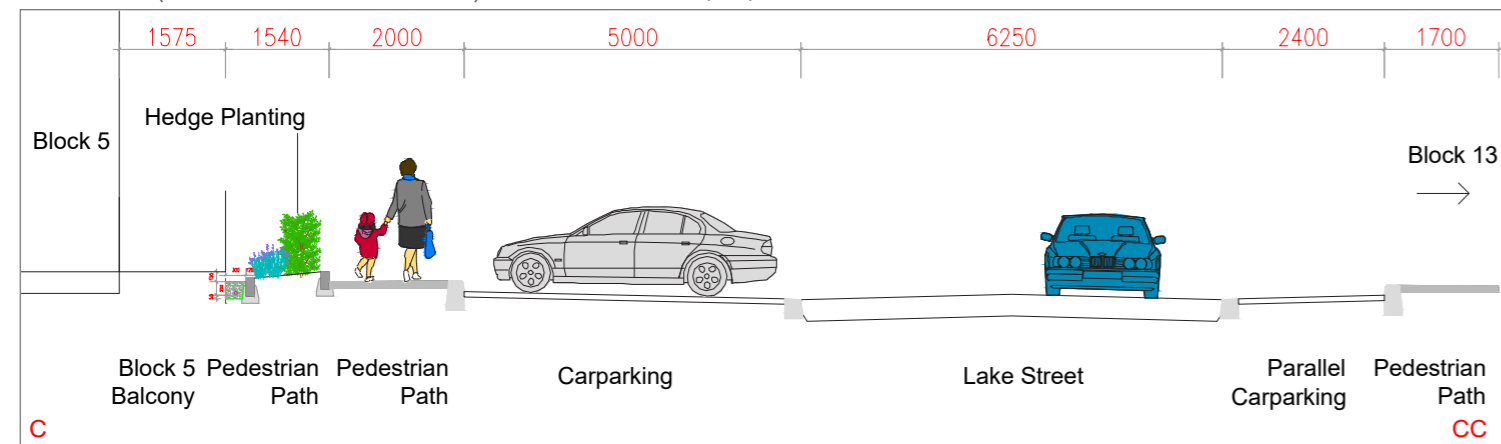 1575 1540 2000 5000 6250 2400 1700
Hedge Planting
Block 5
Block 13
Block 5
Balcony
Pedestrian
Path
Pedestrian
Path
Carparking
Lake Street
Parallel
Carparking
Pedestrian
Path
C
CC